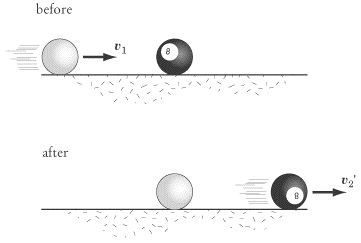 before
v₁
8
after
v₂'
8